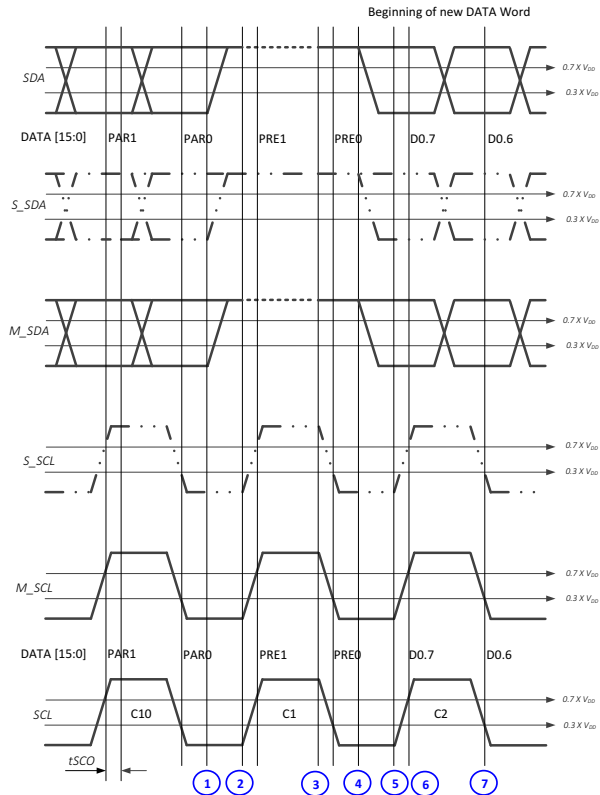 Beginning of new DATA Word
SDA
0.7 X VDD
0.3 X VDD
DATA [15:0] PAR1 PAR0 PRE1 PRE0 D0.7 D0.6
S_SDA
0.7 X VDD
0.3 X VDD
M_SDA
0.7 X VDD
0.3 X VDD
S_SCL
0.7 X VDD
0.3 X VDD
M_SCL
0.7 X VDD
0.3 X VDD
DATA [15:0] PAR1 PAR0 PRE1 PRE0 D0.7 D0.6
SCL
0.7 X VDD
C10 C1 C2
0.3 X VDD
tSCO
1 2 3 4 5 6 7